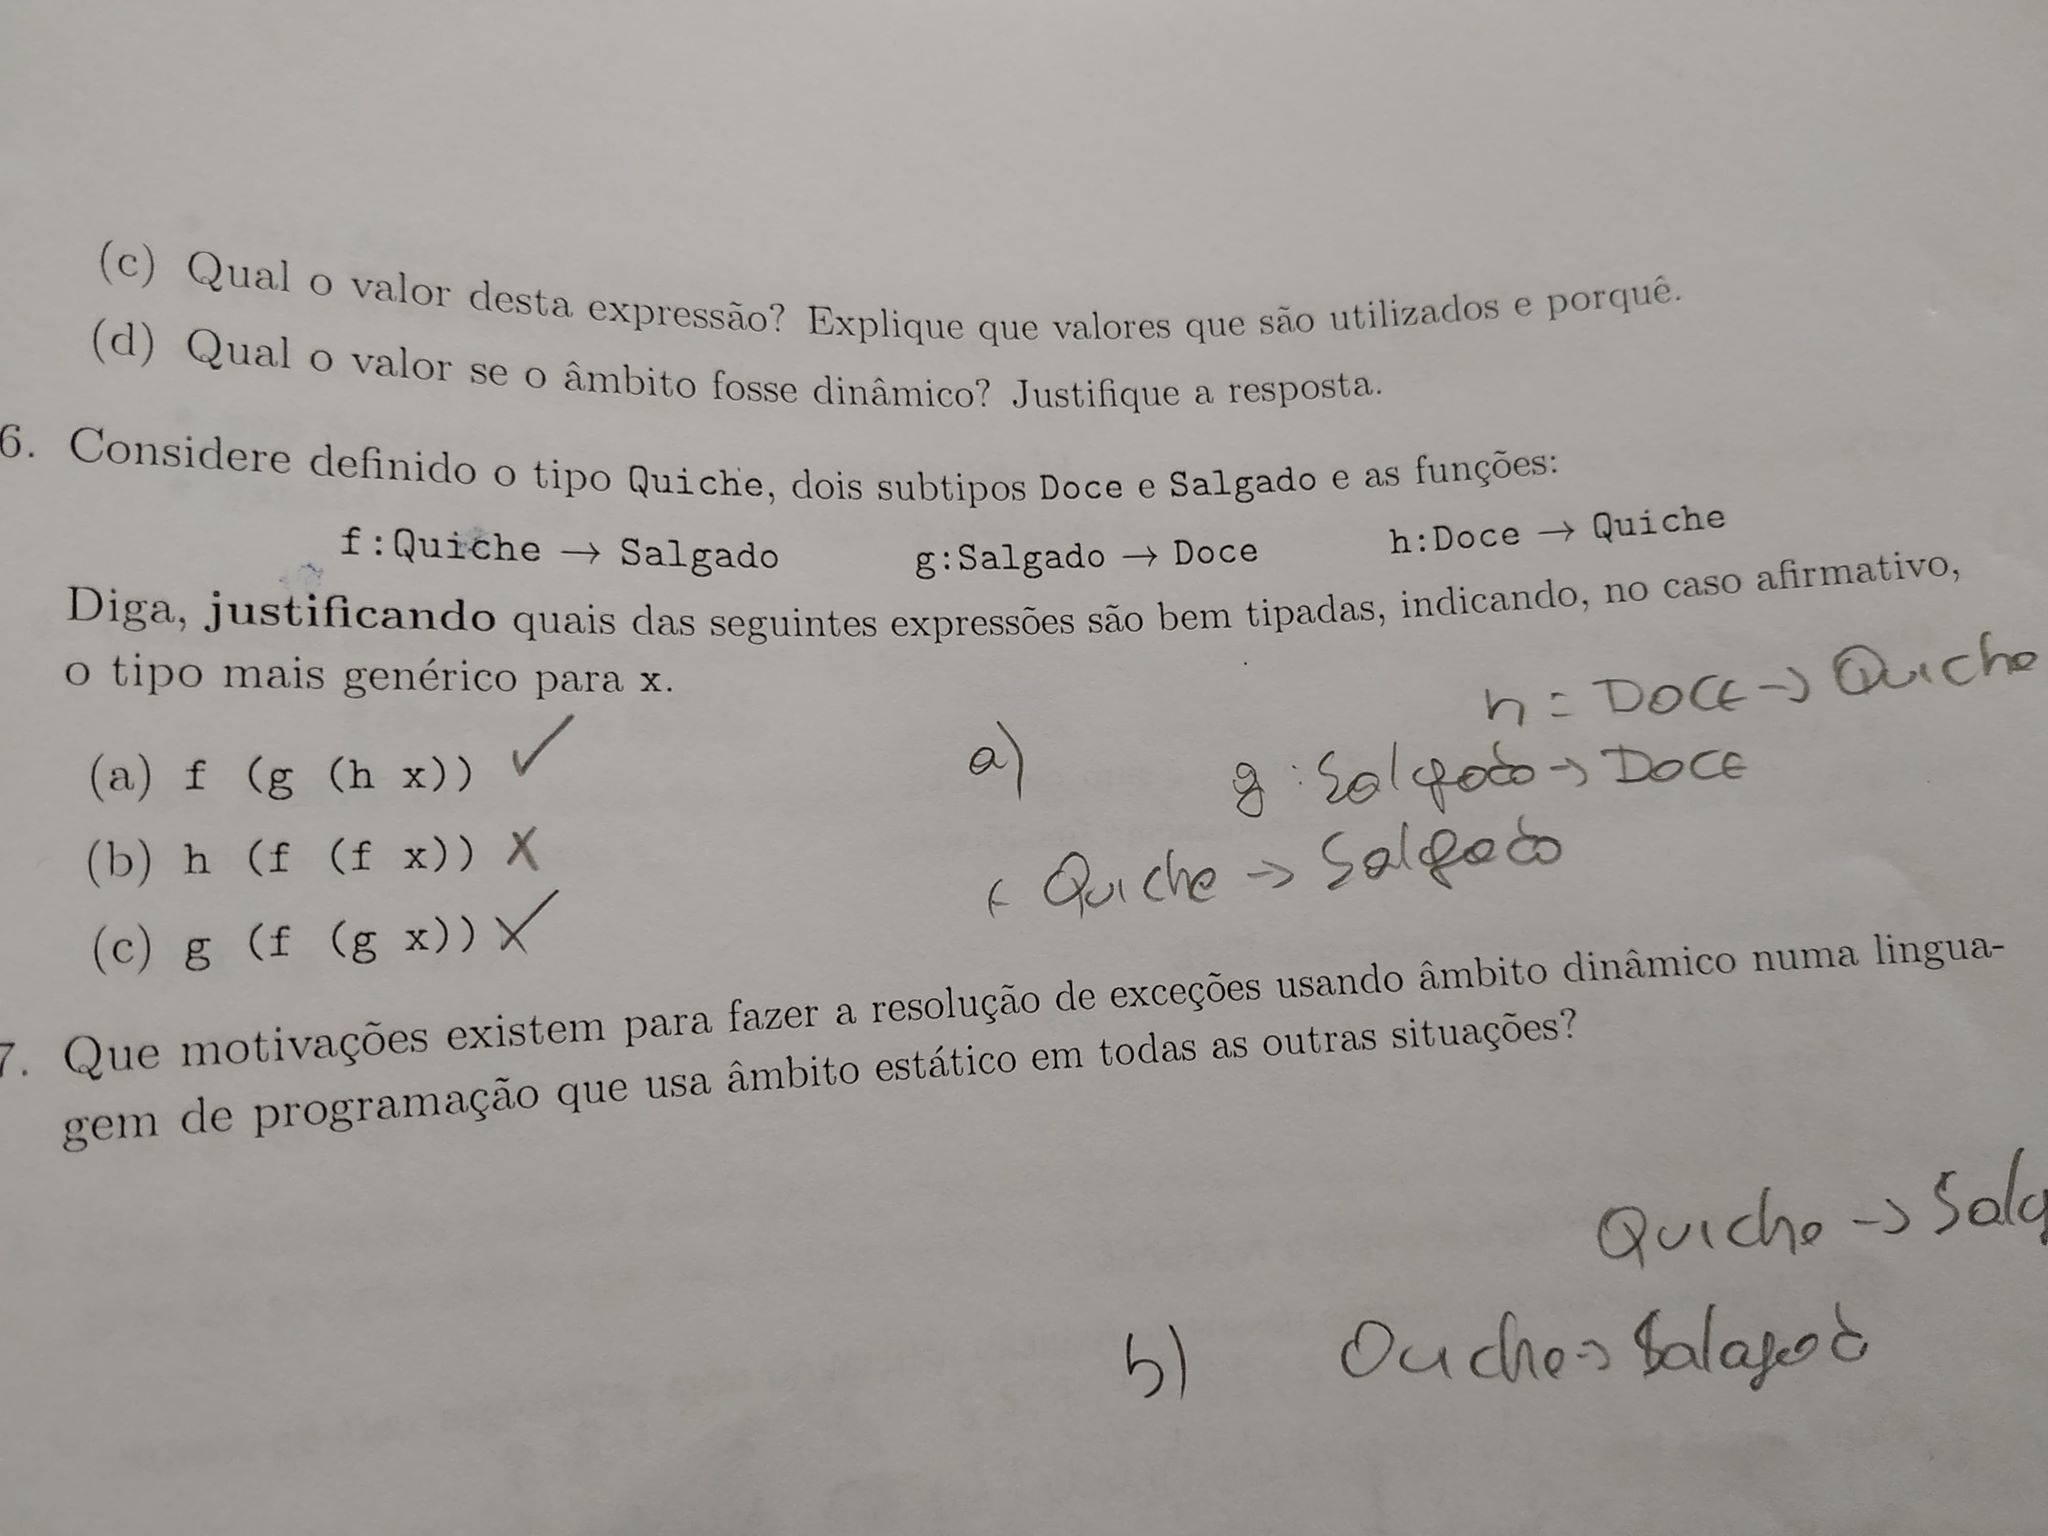 (c) Qual o valor desta expressão? Explique que valores que são utilizados e porquê.
(d) Qual o valor se o âmbito fosse dinâmico? Justifique a resposta.
6. Considere definido o tipo Quiche, dois subtipos Doce e Salgado e as funções:
f:Quiche → Salgado g:Salgado → Doce h:Doce → Quiche
Diga, justificando quais das seguintes expressões são bem tipadas, indicando, no caso afirmativo,
o tipo mais genérico para x.
h = DOCE → Quiche
(a) f (g (h x)) ✓ a) g : Salgado → DOCE
(b) h (f (f x)) X Quiche → Salgado
(c) g (f (g x)) X
7. Que motivações existem para fazer a resolução de exceções usando âmbito dinâmico numa lingua-
gem de programação que usa âmbito estático em todas as outras situações?
Quiche → Salg
b) Quiche → Salgado